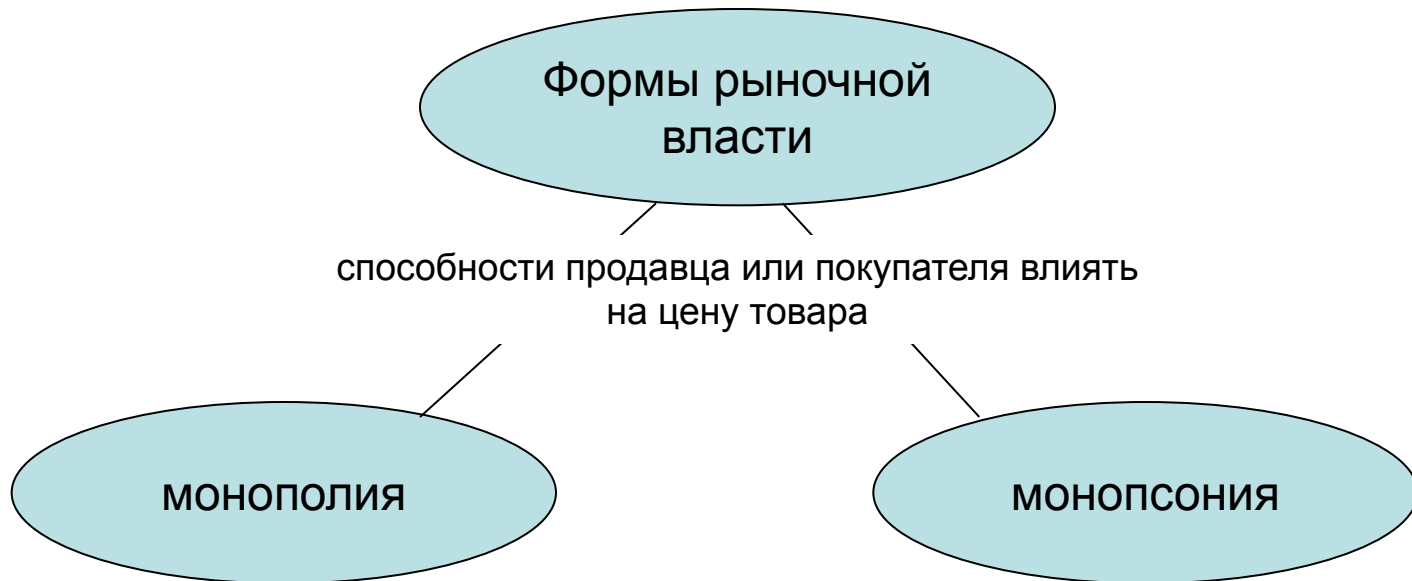 Формы рыночной
власти
способности продавца или покупателя влиять
на цену товара
монополия
монопсония